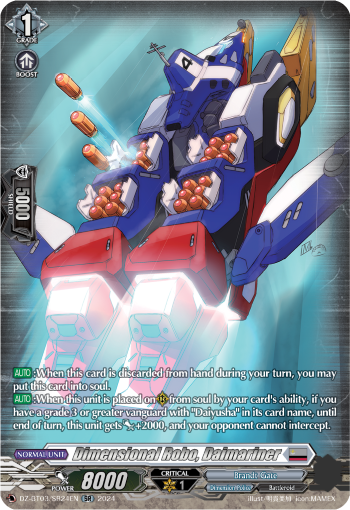 1
GRADE
BOOST
4
5000
SHIELD
AUTO:When this card is discarded from hand during your turn, you may
put this card into soul.
AUTO:When this unit is placed on R from soul by your card's ability, if you
have a grade 3 or greater vanguard with "Daiyusha" in its card name, until
end of turn, this unit gets +2000, and your opponent cannot intercept.
NORMAL UNIT
Dimensional Robo, Daimariner
POWER 8000
CRITICAL
1
Brandt Gate
Dimension Police
Battleroid
DZ-BT03/SR24EN SR 2024